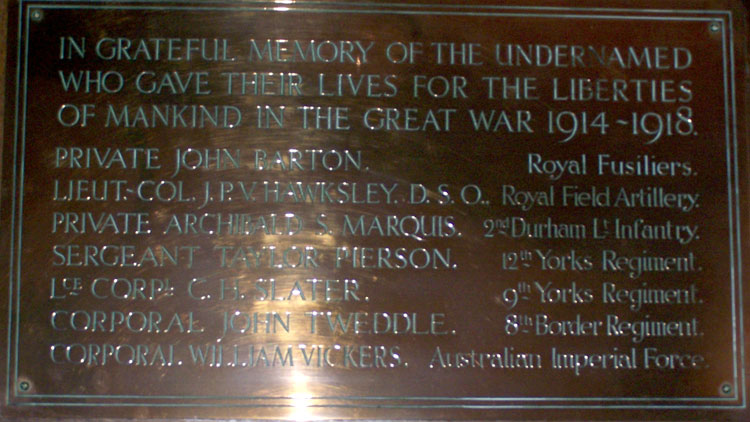 IN GRATEFUL MEMORY OF THE UNDERNAMED
WHO GAVE THEIR LIVES FOR THE LIBERTIES
OF MANKIND IN THE GREAT WAR 1914~1918.
PRIVATE JOHN BARTON. Royal Fusiliers.
LIEUT.-COL. J.P.V. HAWKSLEY. D.S.O. Royal Field Artillery.
PRIVATE ARCHIBALD S. MARQUIS. 2nd Durham Lt. Infantry.
SERGEANT TAYLOR PIERSON. 12th Yorks Regiment.
LCE CORPL C. H. SLATER. 9th Yorks Regiment.
CORPORAL JOHN TWEDDLE. 8th Border Regiment.
CORPORAL WILLIAM VICKERS. Australian Imperial Force.